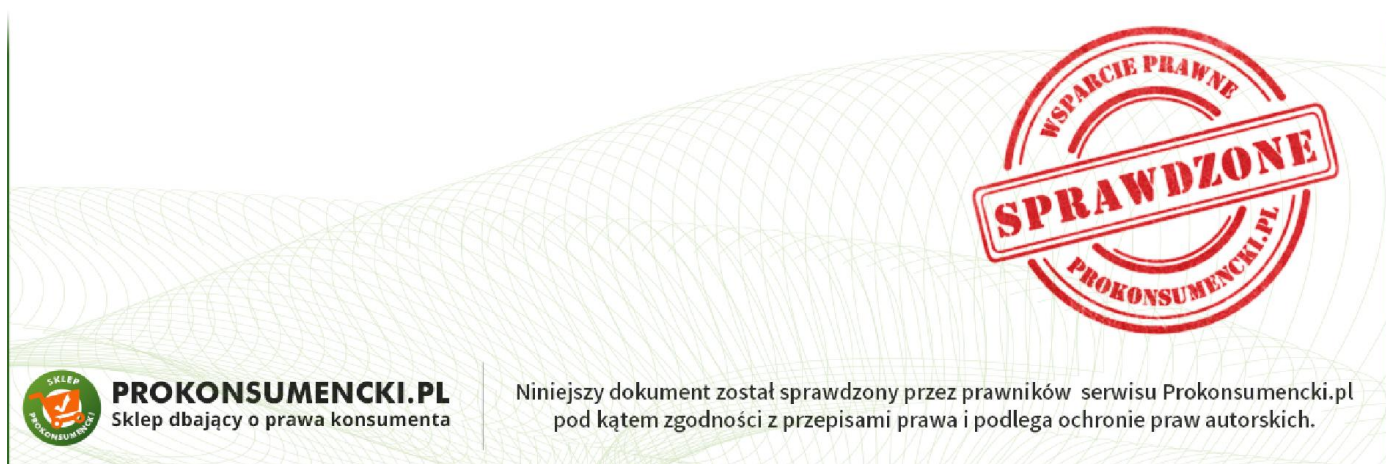 WSPARCIE PRAWNE
SPRAWDZONE
PROKONSUMENCKI.PL
SKLEP
PROKONSUMENCKI
PROKONSUMENCKI.PL
Sklep dbający o prawa konsumenta
Niniejszy dokument został sprawdzony przez prawników serwisu Prokonsumencki.pl
pod kątem zgodności z przepisami prawa i podlega ochronie praw autorskich.